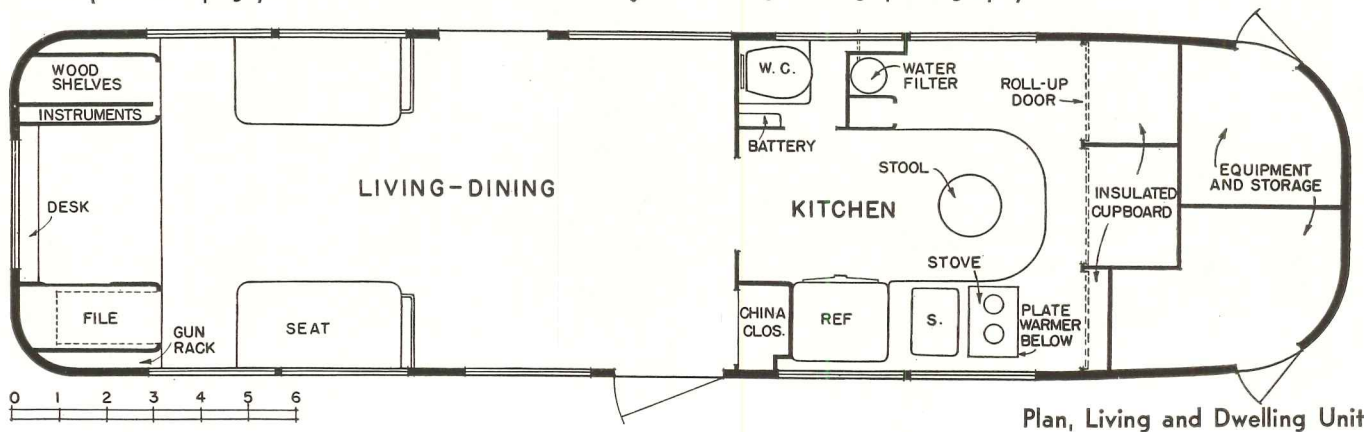 WOOD
SHELVES
INSTRUMENTS
DESK
FILE
GUN
RACK
SEAT
LIVING-DINING
W. C.
BATTERY
WATER
FILTER
STOOL
KITCHEN
STOVE
CHINA
CLOS.
REF
S.
PLATE
WARMER
BELOW
ROLL-UP
DOOR
INSULATED
CUPBOARD
EQUIPMENT
AND STORAGE
0 1 2 3 4 5 6
Plan, Living and Dwelling Unit